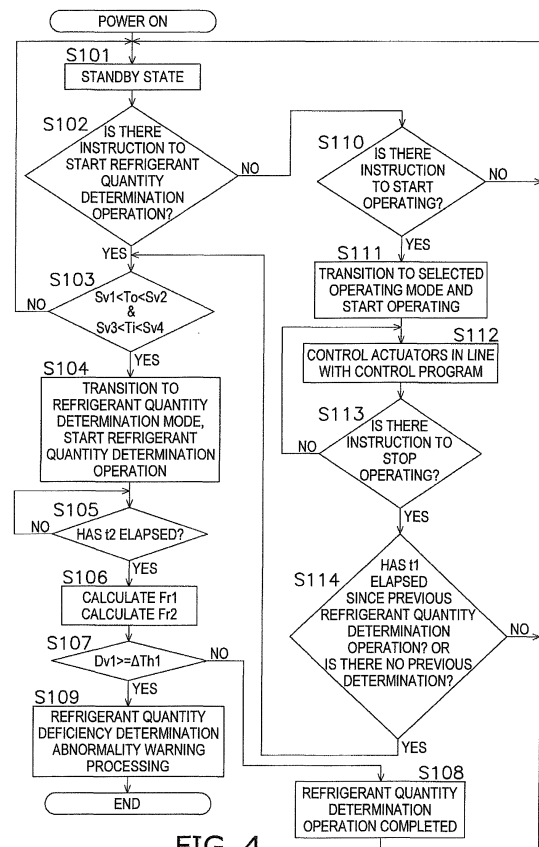 POWER ON
S101
STANDBY STATE
S102
IS THERE
INSTRUCTION TO
START REFRIGERANT
QUANTITY
DETERMINATION
OPERATION?
NO
YES
S103
Sv1<To<Sv2
&
Sv3<Ti<Sv4
NO
YES
S104
TRANSITION TO
REFRIGERANT QUANTITY
DETERMINATION MODE,
START REFRIGERANT
QUANTITY DETERMINATION
OPERATION
S105
HAS t2 ELAPSED?
NO
YES
S106
CALCULATE Fr1
CALCULATE Fr2
S107
Dv1>=ΔTh1
NO
YES
S109
REFRIGERANT QUANTITY
DEFICIENCY DETERMINATION
ABNORMALITY WARNING
PROCESSING
END
S110
IS THERE
INSTRUCTION
TO START
OPERATING?
NO
YES
S111
TRANSITION TO SELECTED
OPERATING MODE AND
START OPERATING
S112
CONTROL ACTUATORS IN LINE
WITH CONTROL PROGRAM
S113
IS THERE
INSTRUCTION TO
STOP
OPERATING?
NO
YES
S114
HAS t1
ELAPSED
SINCE PREVIOUS
REFRIGERANT QUANTITY
DETERMINATION
OPERATION? OR
IS THERE NO PREVIOUS
DETERMINATION?
NO
YES
S108
REFRIGERANT QUANTITY
DETERMINATION
OPERATION COMPLETED
FIG. 4